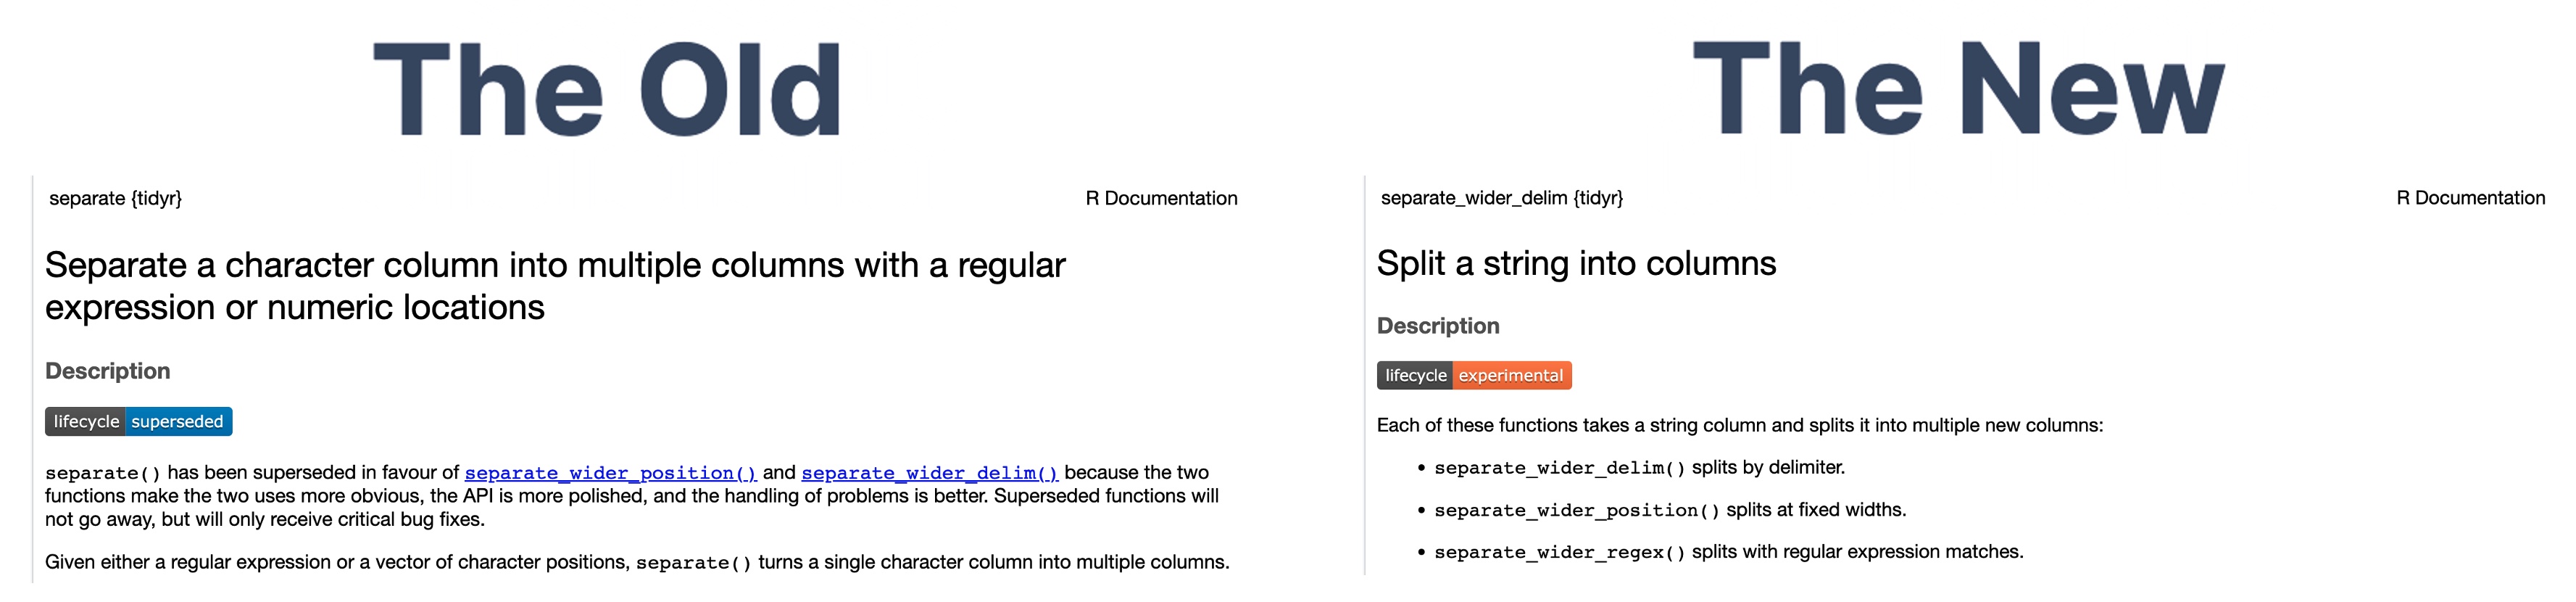 The Old
separate {tidyr}
R Documentation
Separate a character column into multiple columns with a regular
expression or numeric locations
Description
lifecycle superseded
separate() has been superseded in favour of separate_wider_position() and separate_wider_delim() because the two
functions make the two uses more obvious, the API is more polished, and the handling of problems is better. Superseded functions will
not go away, but will only receive critical bug fixes.
Given either a regular expression or a vector of character positions, separate() turns a single character column into multiple columns.
The New
separate_wider_delim {tidyr}
R Documentation
Split a string into columns
Description
lifecycle experimental
Each of these functions takes a string column and splits it into multiple new columns:
• separate_wider_delim() splits by delimiter.
• separate_wider_position() splits at fixed widths.
• separate_wider_regex() splits with regular expression matches.